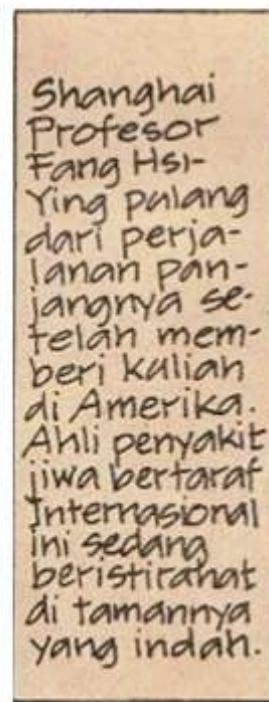 Shanghai
Profesor
Fang Hsi-
Ying pulang
dari perja-
lanan pan-
jangnya se-
telah mem-
beri kuliah
di Amerika.
Ahli penyakit
jiwa bertaraf
Internasional
ini sedang
beristirahat
di tamannya
yang indah.